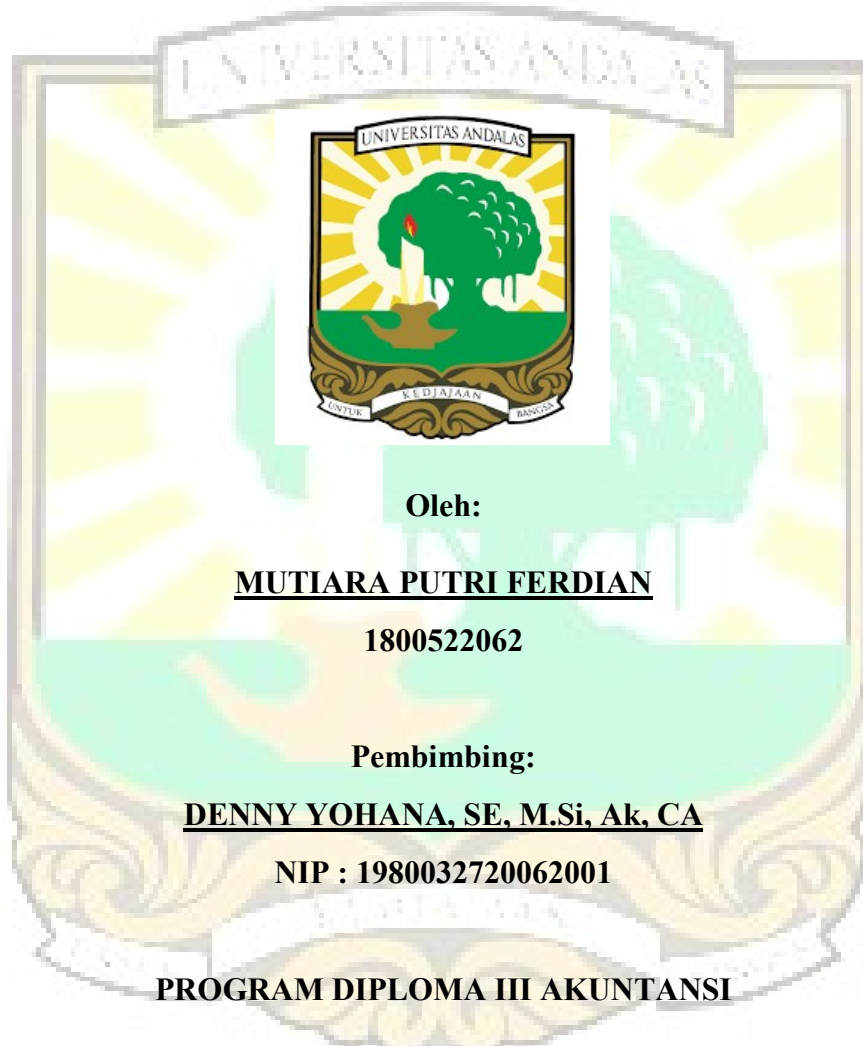 UNIVERSITAS ANDALAS
UNIVERSITAS ANDALAS
UNTUK KEDJAJAAN BANGSA
Oleh:
MUTIARA PUTRI FERDIAN
1800522062
Pembimbing:
DENNY YOHANA, SE, M.Si, Ak, CA
NIP : 1980032720062001
PROGRAM DIPLOMA III AKUNTANSI